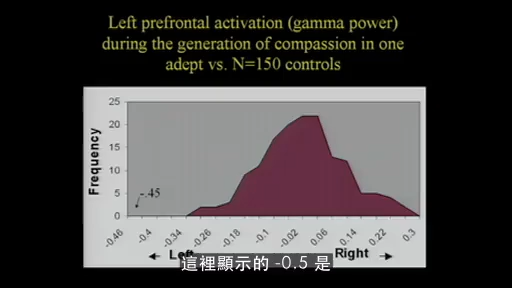 Left prefrontal activation (gamma power)
during the generation of compassion in one
adept vs. N=150 controls
25
20
15
10
5
0
Frequency
-.45
-0.46
-0.4
-0.34
-0.26
-0.18
-0.1
-0.02
0.06
0.14
0.22
0.3
Left
Right
這裡顯示的 -0.5 是